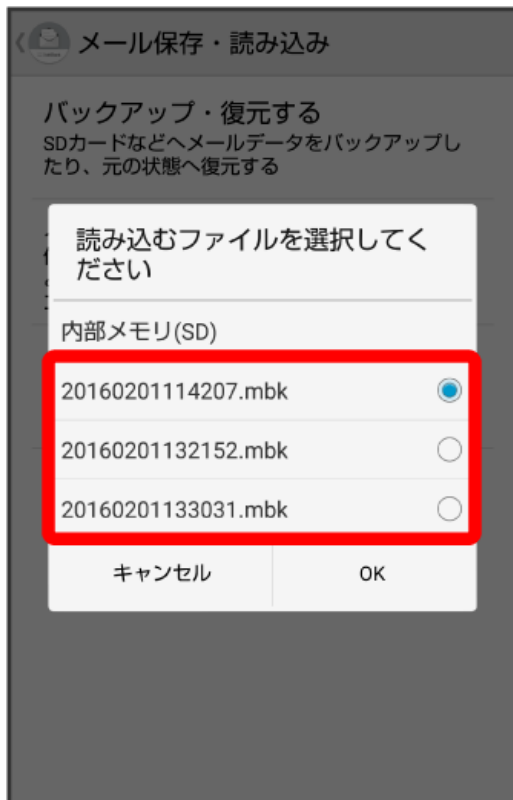 メール保存・読み込み
バックアップ・復元する
SDカードなどへメールデータをバックアップし
たり、元の状態へ復元する
読み込むファイルを選択してく
ださい
内部メモリ(SD)
20160201114207.mbk
20160201132152.mbk
20160201133031.mbk
キャンセル
OK